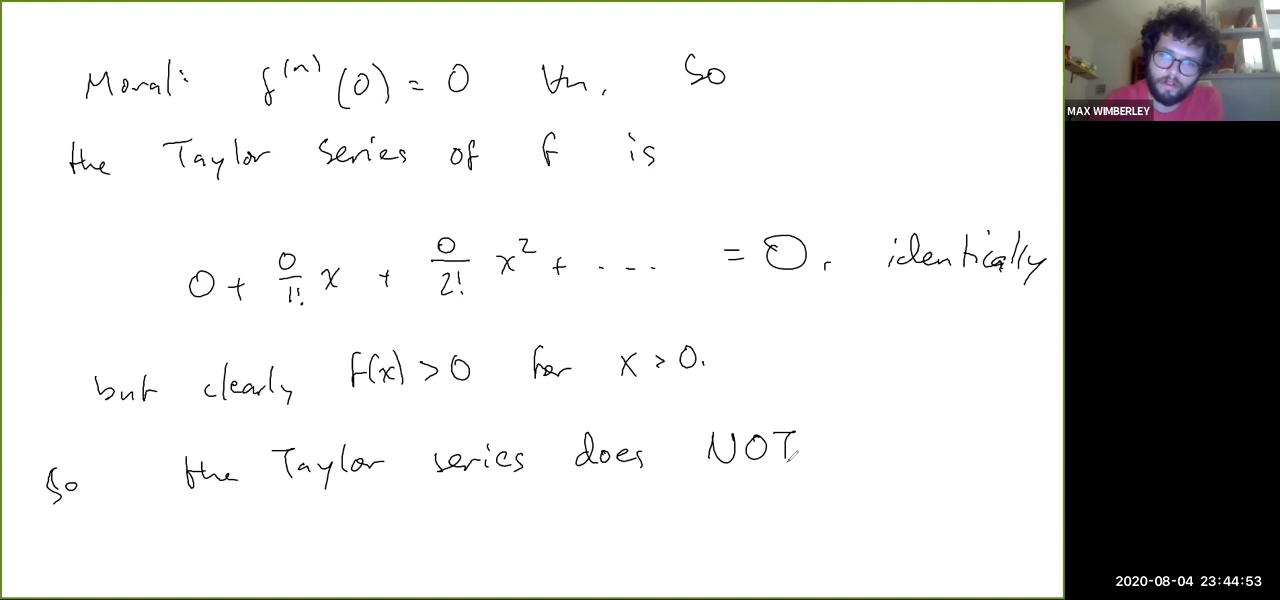 Moral: f^(n)(0) = 0 ∀n. So
the Taylor series of f is
0 + 0/1! x + 0/2! x² + ... = 0, identically
but clearly f(x) > 0 for x > 0.
So the Taylor series does NOT
MAX WIMBERLEY
2020-08-04 23:44:53